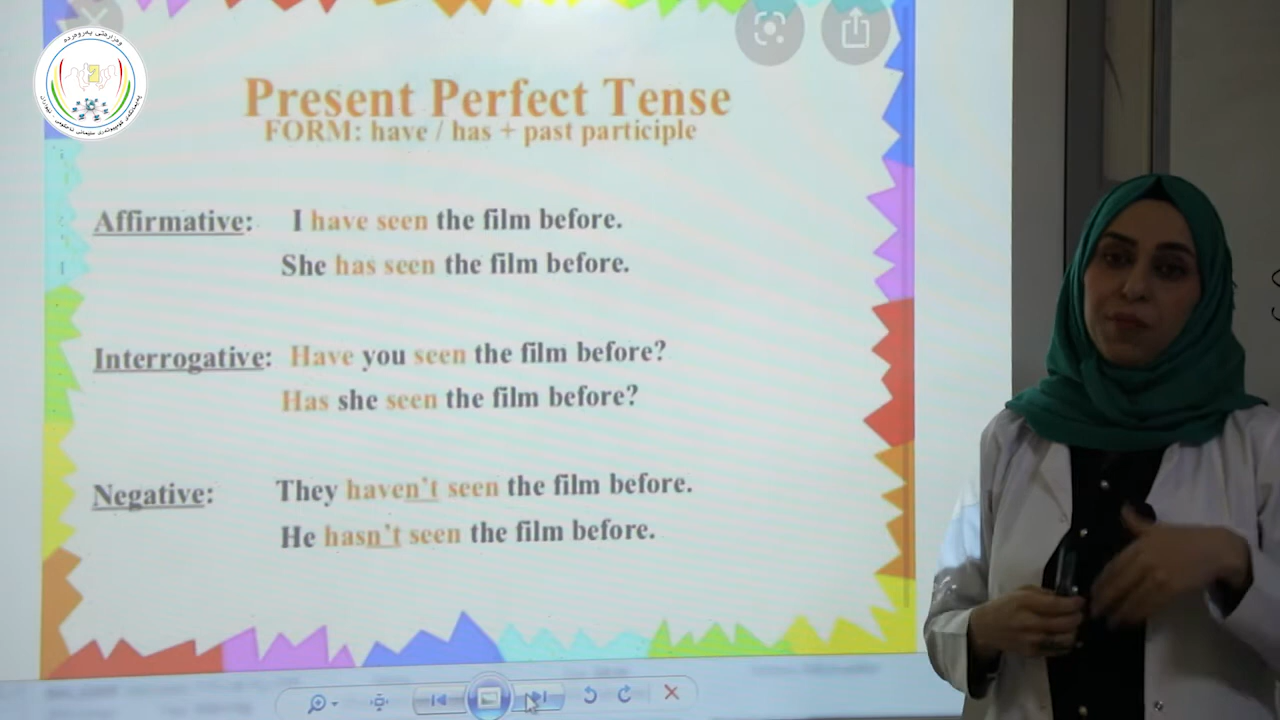 وەزارەتی پەروەردە
Present Perfect Tense
FORM: have / has + past participle
Affirmative: I have seen the film before.
She has seen the film before.
Interrogative: Have you seen the film before?
Has she seen the film before?
Negative: They haven't seen the film before.
He hasn't seen the film before.